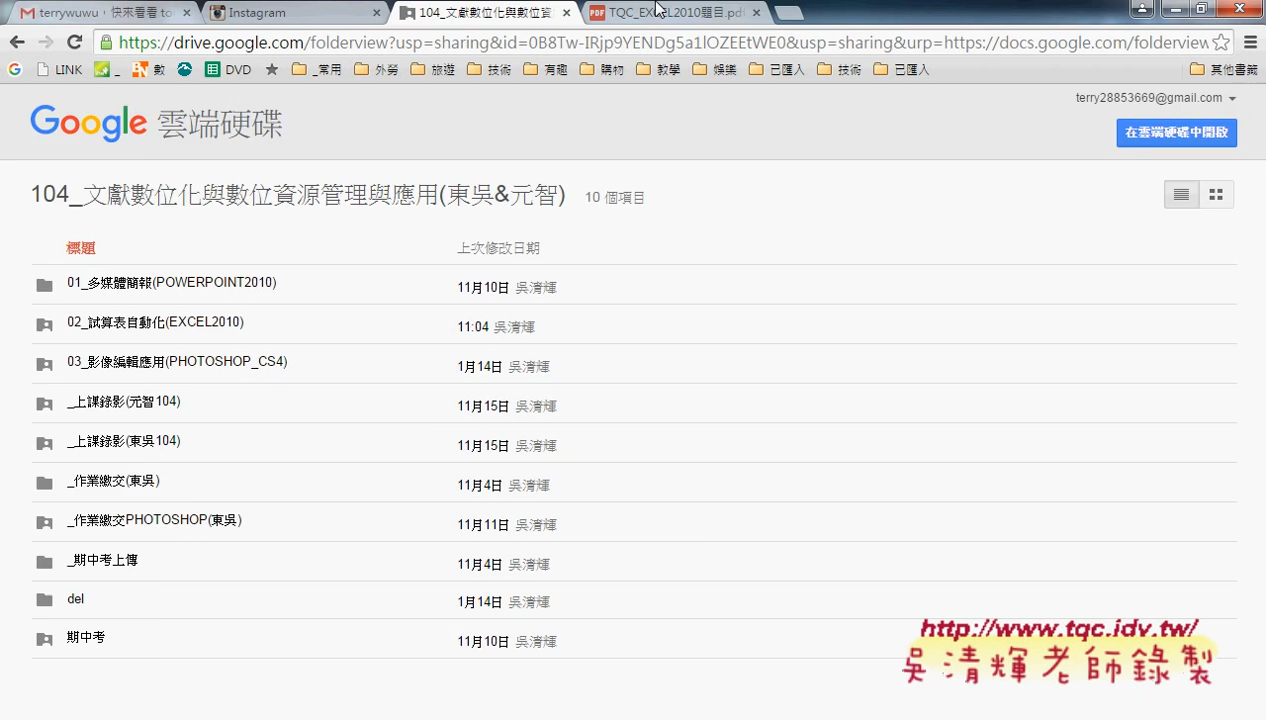 terrywuwu，快來看看 to
Instagram
104_文獻數位化與數位資
TQC_EXCEL2010題目.pdf
https://drive.google.com/folderview?usp=sharing&id=0B8Tw-IRjp9YENDg5a1lOZEEtWE0&usp=sharing&urp=https://docs.google.com/folderview
LINK
_
數
DVD
_常用
外勞
旅遊
技術
有趣
購物
教學
娛樂
已匯入
技術
已匯入
其他書籤
terry28853669@gmail.com
Google 雲端硬碟
在雲端硬碟中開啟
104_文獻數位化與數位資源管理與應用(東吳&元智) 10 個項目
標題 上次修改日期
01_多媒體簡報(POWERPOINT2010) 11月10日 吳清輝
02_試算表自動化(EXCEL2010) 11:04 吳清輝
03_影像編輯應用(PHOTOSHOP_CS4) 1月14日 吳清輝
_上課錄影(元智104) 11月15日 吳清輝
_上課錄影(東吳104) 11月15日 吳清輝
_作業繳交(東吳) 11月4日 吳清輝
_作業繳交PHOTOSHOP(東吳) 11月11日 吳清輝
_期中考上傳 11月4日 吳清輝
del 1月14日 吳清輝
期中考 11月10日 吳清輝
http://www.tqc.idv.tw/
吳清輝老師錄製